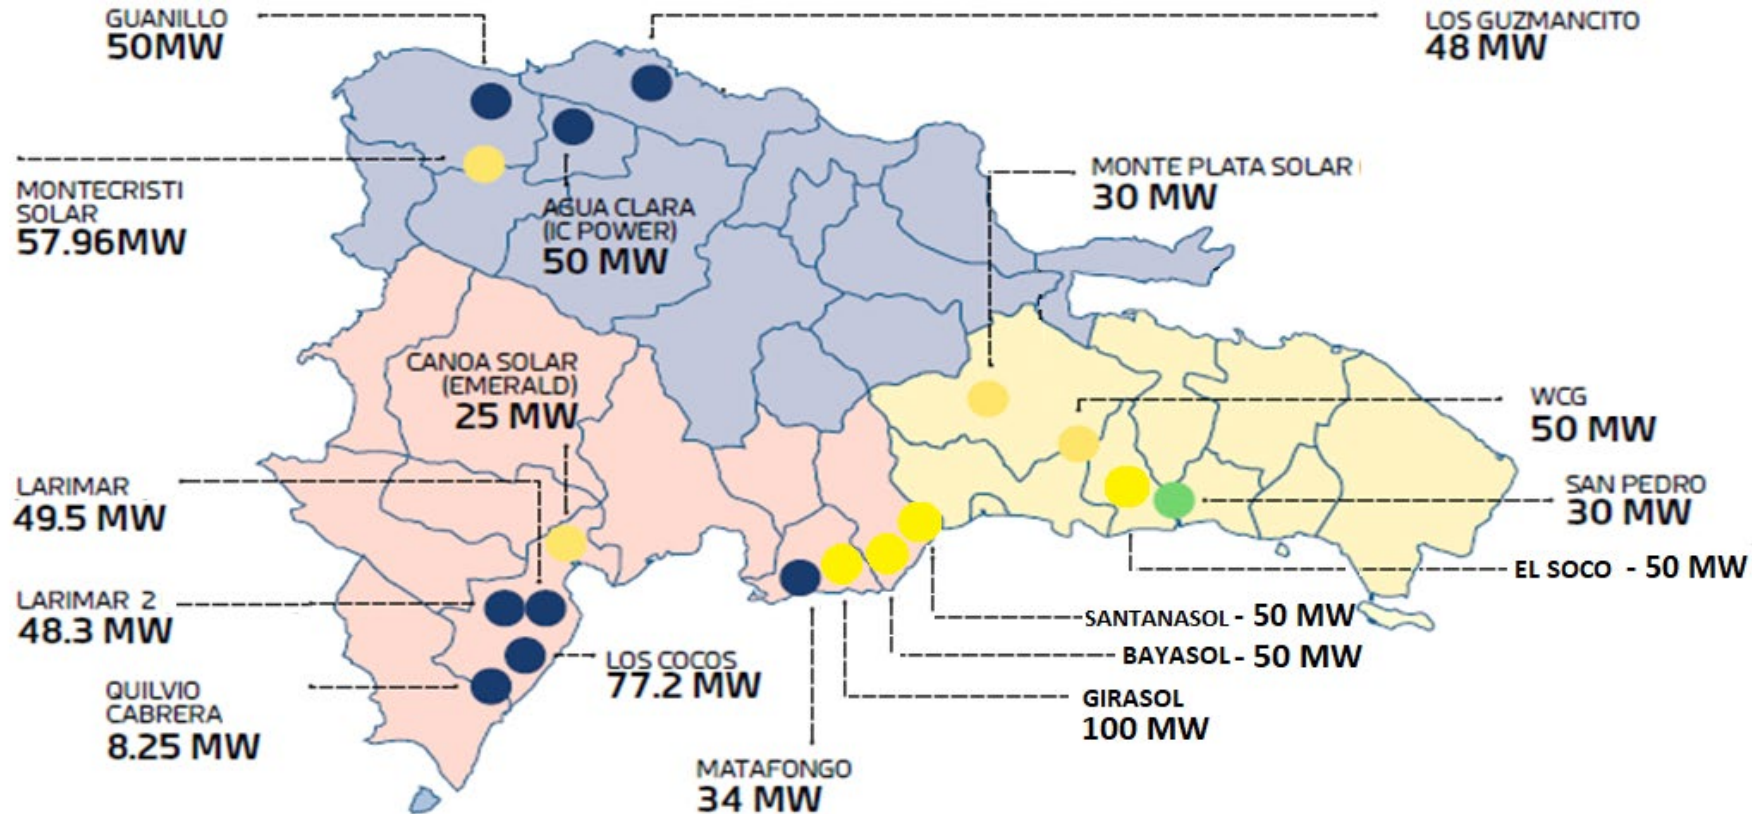 GUANILLO
50MW
LOS GUZMANCITO
48 MW
MONTE PLATA SOLAR
30 MW
MONTECRISTI
SOLAR
57.96MW
AGUA CLARA
(IC POWER)
50 MW
CANOA SOLAR
(EMERALD)
25 MW
WCG
50 MW
LARIMAR
49.5 MW
SAN PEDRO
30 MW
EL SOCO - 50 MW
LARIMAR 2
48.3 MW
SANTANASOL - 50 MW
BAYASOL - 50 MW
LOS COCOS
77.2 MW
QUILVIO
CABRERA
8.25 MW
GIRASOL
100 MW
MATAFONGO
34 MW